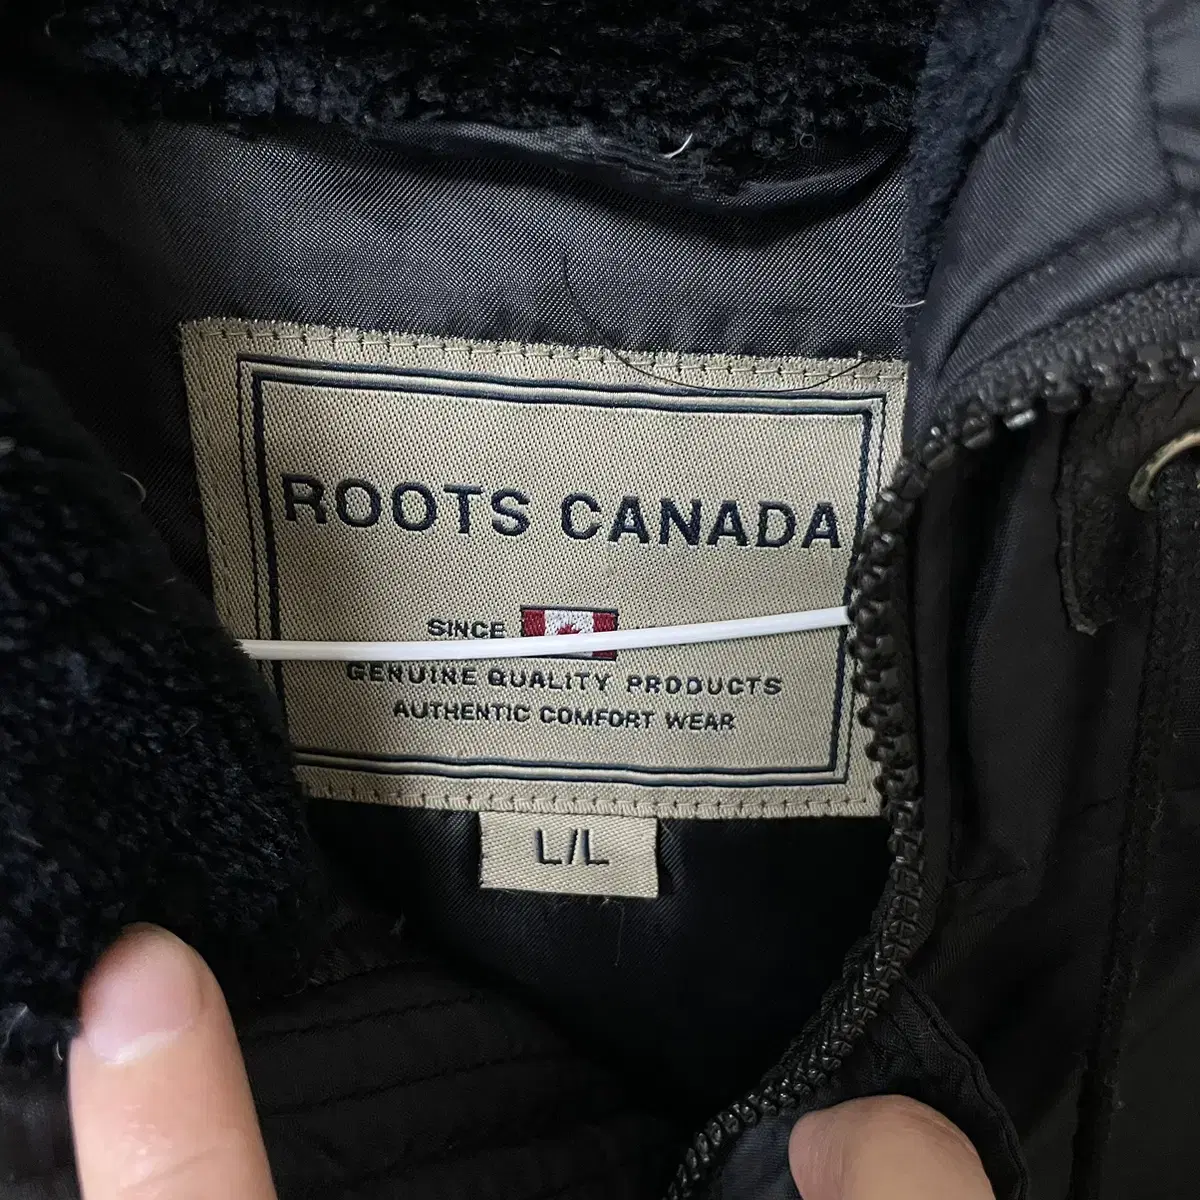 ROOTS CANADA
SINCE
GENUINE QUALITY PRODUCTS
AUTHENTIC COMFORT WEAR
L/L